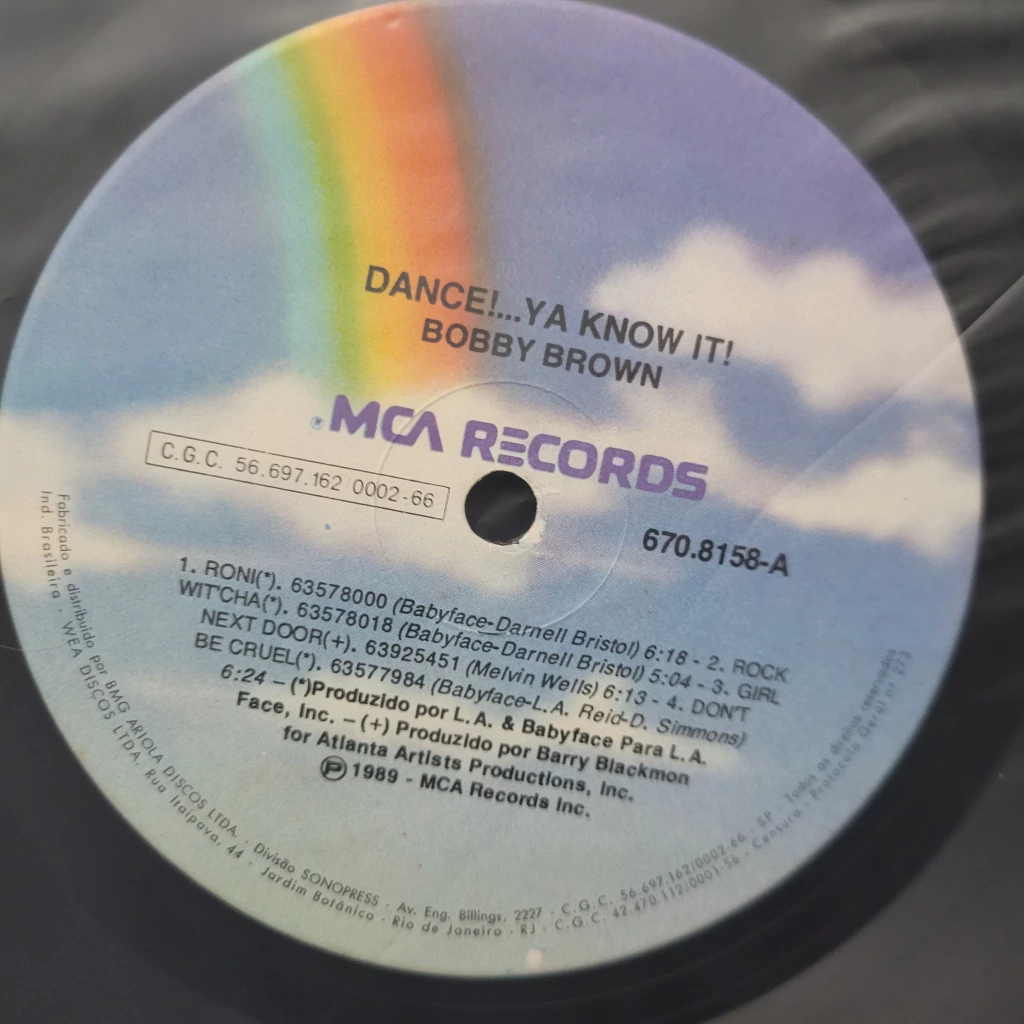 DANCE!...YA KNOW IT!
BOBBY BROWN
® MCA RECORDS
C.G.C. 56.697.162 0002-66
670.8158-A
1. RONI(*). 63578000 (Babyface-Darnell Bristol) 6:18 - 2. ROCK
WIT'CHA(*). 63578018 (Babyface-Darnell Bristol) 5:04 - 3. GIRL
NEXT DOOR(+). 63925451 (Melvin Wells) 6:13 - 4. DON'T
BE CRUEL(*). 63577984 (Babyface-L.A. Reid-D. Simmons)
6:24 – (*)Produzido por L.A. & Babyface Para L.A.
Face, Inc. – (+) Produzido por Barry Blackmon
for Atlanta Artists Productions, Inc.
℗ 1989 - MCA Records Inc.
Fabricado e distribuido por BMG ARIOLA DISCOS LTDA. - Divisão SONOPRESS - Av. Eng. Billings, 2227 - C.G.C. 56.697.162/0002-66 - SP - Todos os direitos reservados
Ind. Brasileira - WEA DISCOS LTDA. Rua Itaipava, 44 - Jardim Botânico - Rio de Janeiro - RJ - C.G.C. 42.470.112/0001-56 - Censura - Protocolo Geral nº 273